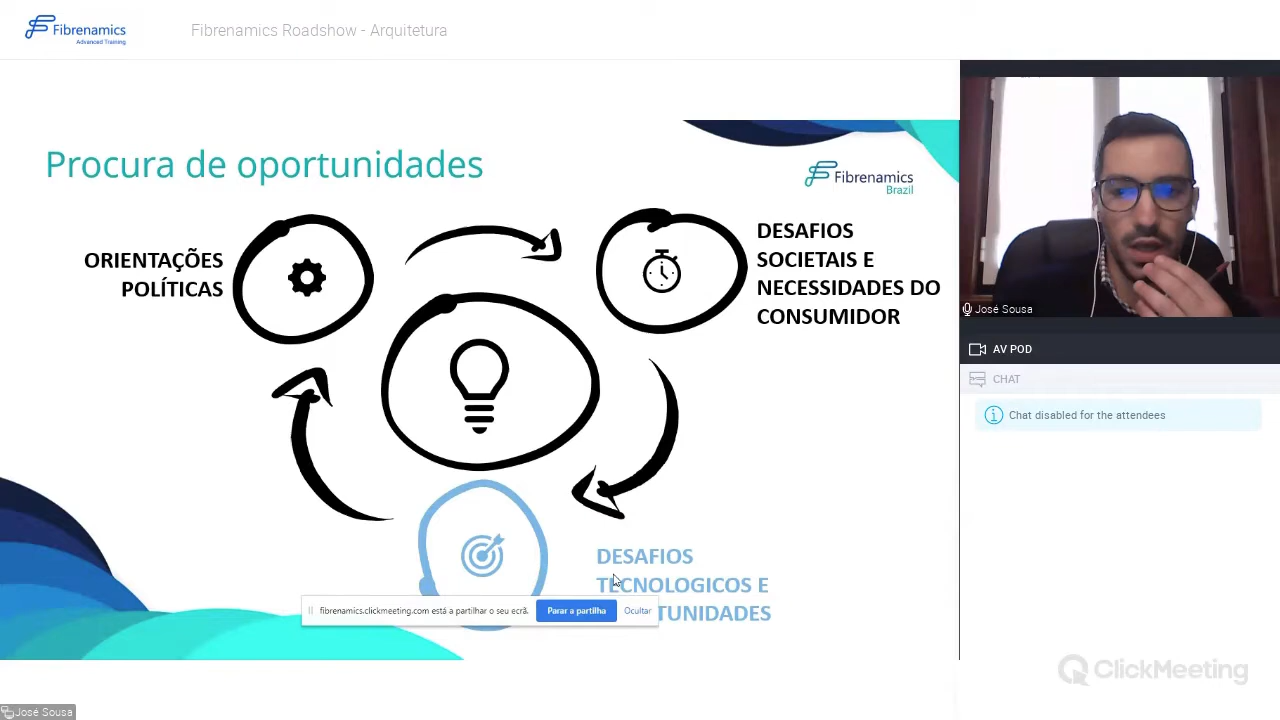 Fibrenamics
Advanced Training
Fibrenamics Roadshow - Arquitetura
Procura de oportunidades
Fibrenamics
Brazil
ORIENTAÇÕES
POLÍTICAS
DESAFIOS
SOCIETAIS E
NECESSIDADES DO
CONSUMIDOR
DESAFIOS
TECNOLOGICOS E
TUNIDADES
fibrenamics.clickmeeting.com está a partilhar o seu ecrã.
Parar a partilha
Ocultar
José Sousa
AV POD
CHAT
Chat disabled for the attendees
ClickMeeting
José Sousa